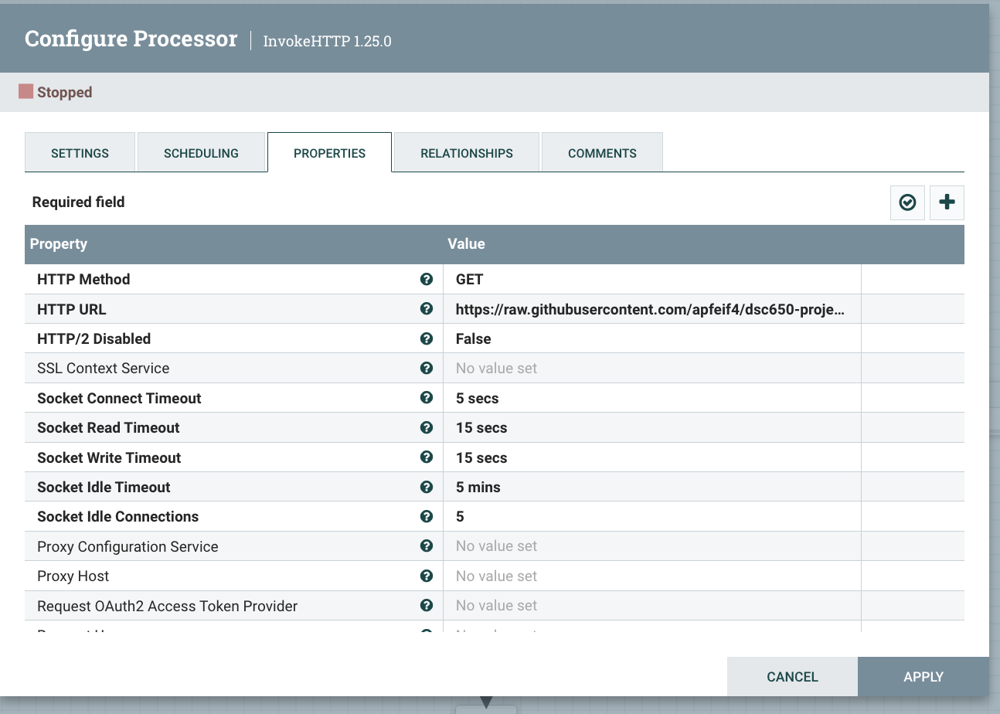 Configure Processor | InvokeHTTP 1.25.0
Stopped
SETTINGS SCHEDULING PROPERTIES RELATIONSHIPS COMMENTS
Required field
Property Value
HTTP Method GET
HTTP URL https://raw.githubusercontent.com/apfeif4/dsc650-proje...
HTTP/2 Disabled False
SSL Context Service No value set
Socket Connect Timeout 5 secs
Socket Read Timeout 15 secs
Socket Write Timeout 15 secs
Socket Idle Timeout 5 mins
Socket Idle Connections 5
Proxy Configuration Service No value set
Proxy Host No value set
Request OAuth2 Access Token Provider No value set
CANCEL APPLY